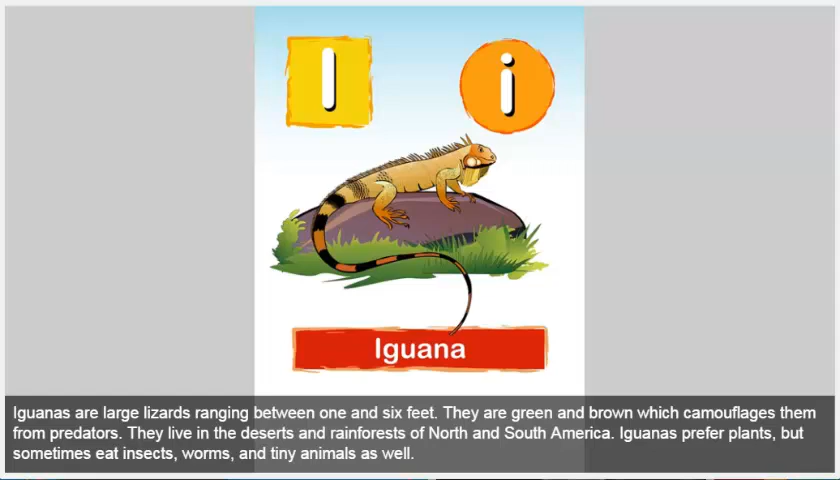 I i
Iguana
Iguanas are large lizards ranging between one and six feet. They are green and brown which camouflages them
from predators. They live in the deserts and rainforests of North and South America. Iguanas prefer plants, but
sometimes eat insects, worms, and tiny animals as well.